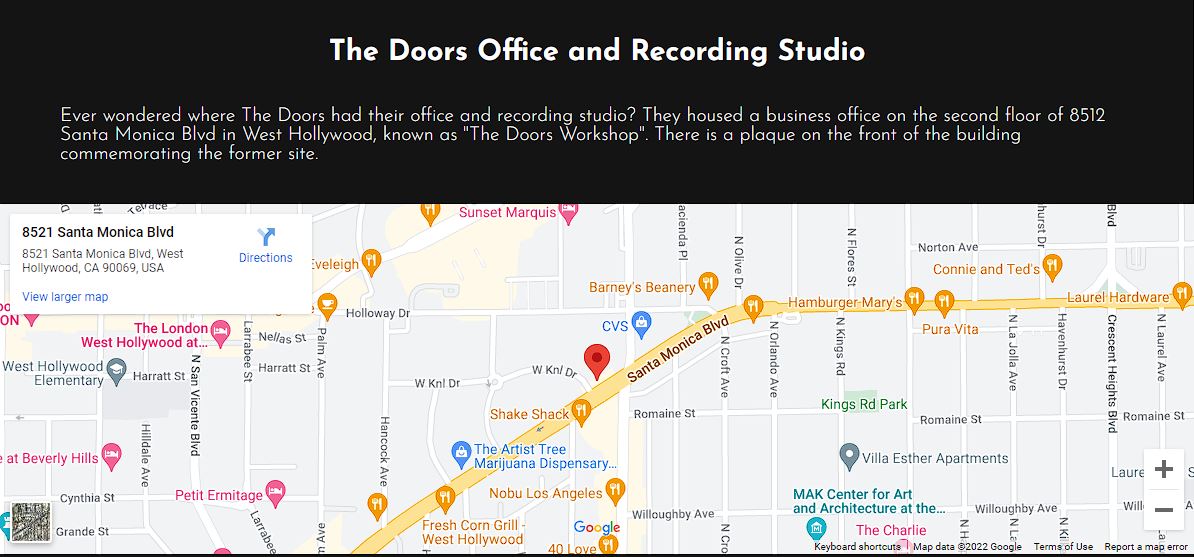 The Doors Office and Recording Studio
Ever wondered where The Doors had their office and recording studio? They housed a business office on the second floor of 8512
Santa Monica Blvd in West Hollywood, known as "The Doors Workshop". There is a plaque on the front of the building
commemorating the former site.
8521 Santa Monica Blvd
8521 Santa Monica Blvd, West
Hollywood, CA 90069, USA
Directions
View larger map
Terrace
Sunset Marquis
acienda Pl
N Olive Dr
N Flores St
hurst Dr
Blvd
Norton Ave
Eveleigh
Connie and Ted's
Barney's Beanery
Hamburger Mary's
Laurel Hardware
Holloway Dr
CVS
Pura Vita
ON
The London
West Hollywood at...
Nellas St
Larrabee St
Palm Ave
Santa Monica Blvd
N Croft Ave
N Orlando Ave
N Kings Rd
N La Jolla Ave
Havenhurst Dr
Crescent Heights Blvd
N Laurel Ave
West Hollywood
Elementary
Harratt St
Harratt St
N San Vicente Blvd
W Knl Dr
W Knl Dr
Kings Rd Park
Shake Shack
Romaine St
Romaine St
Romaine St
Hilldale Ave
Hancock Ave
e at Beverly Hills
The Artist Tree
Marijuana Dispensary...
Villa Esther Apartments
Laure
N S
Cynthia St
Petit Ermitage
Nobu Los Angeles
MAK Center for Art
and Architecture at the...
Willoughby Ave
Willoughby Ave
Grande St
Larrabee
Fresh Corn Grill -
West Hollywood
Google
40 Love
The Charlie
Keyboard shortcuts
Map data ©2022 Google
Terms of Use
Report a map error